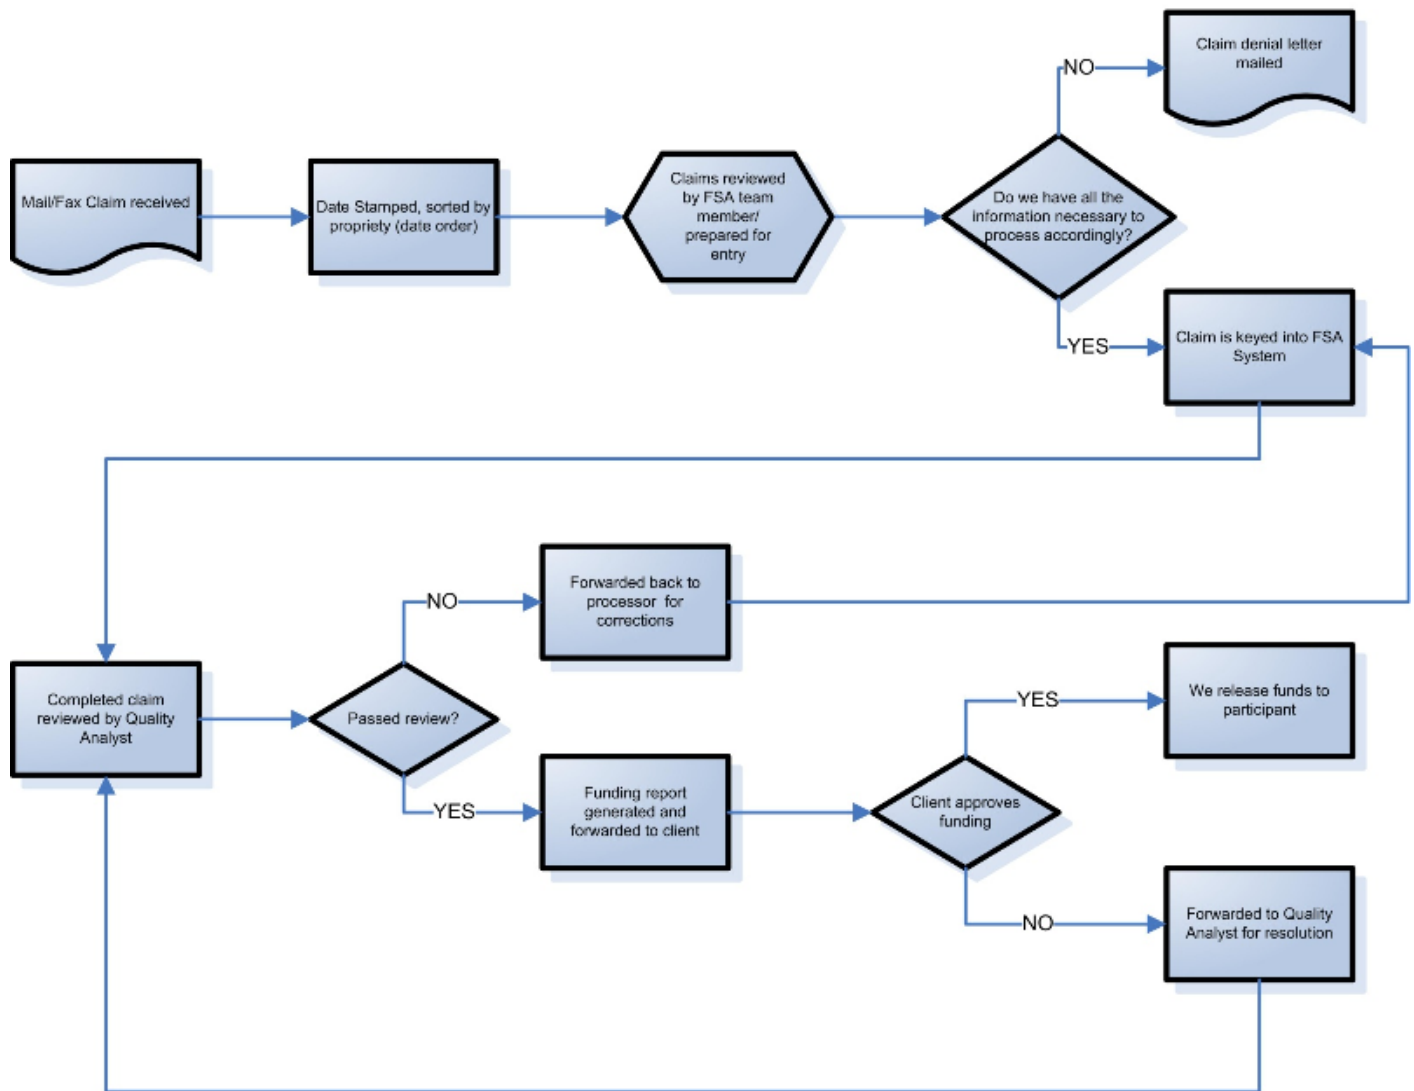 Claim denial letter
mailed
NO
Mail/Fax Claim received
Date Stamped, sorted by
propriety (date order)
Claims reviewed
by FSA team
member/
prepared for
entry
Do we have all the
information necessary to
process accordingly?
YES
Claim is keyed into FSA
System
Forwarded back to
processor for
corrections
NO
Completed claim
reviewed by Quality
Analyst
Passed review?
YES
Funding report
generated and
forwarded to client
Client approves
funding
YES
We release funds to
participant
NO
Forwarded to Quality
Analyst for resolution